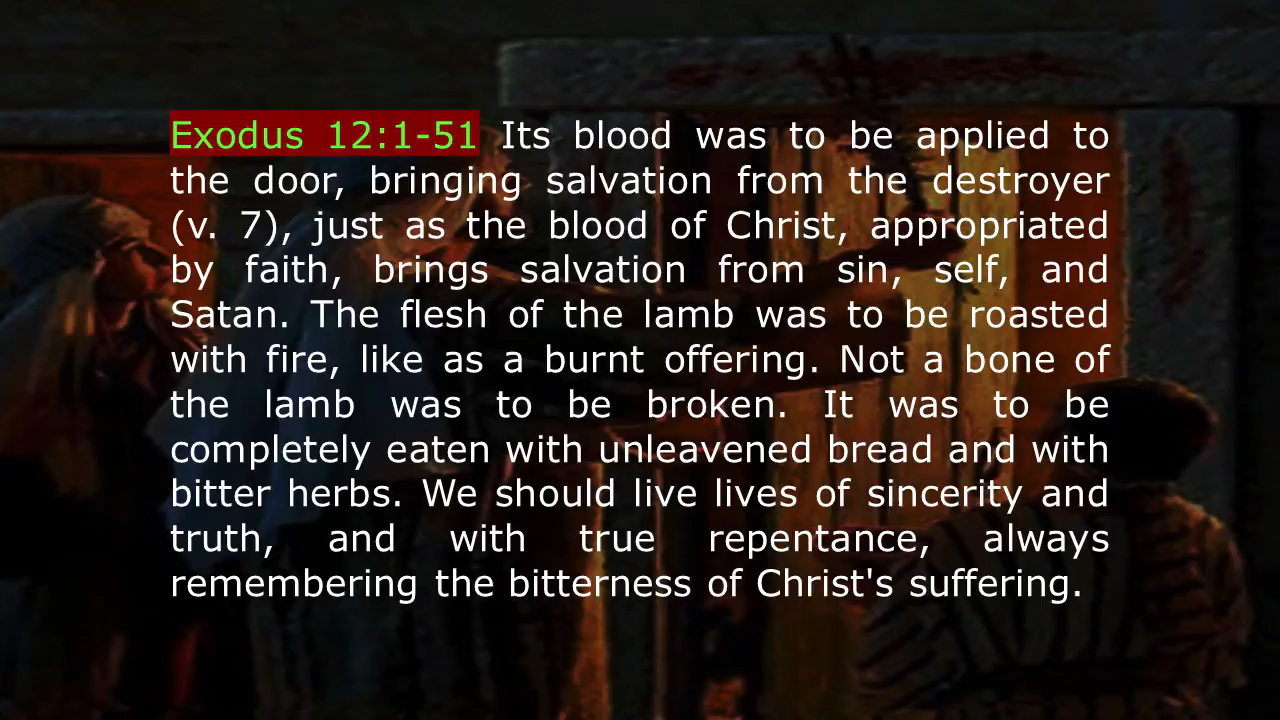 Exodus 12:1-51 Its blood was to be applied to
the door, bringing salvation from the destroyer
(v. 7), just as the blood of Christ, appropriated
by faith, brings salvation from sin, self, and
Satan. The flesh of the lamb was to be roasted
with fire, like as a burnt offering. Not a bone of
the lamb was to be broken. It was to be
completely eaten with unleavened bread and with
bitter herbs. We should live lives of sincerity and
truth, and with true repentance, always
remembering the bitterness of Christ's suffering.